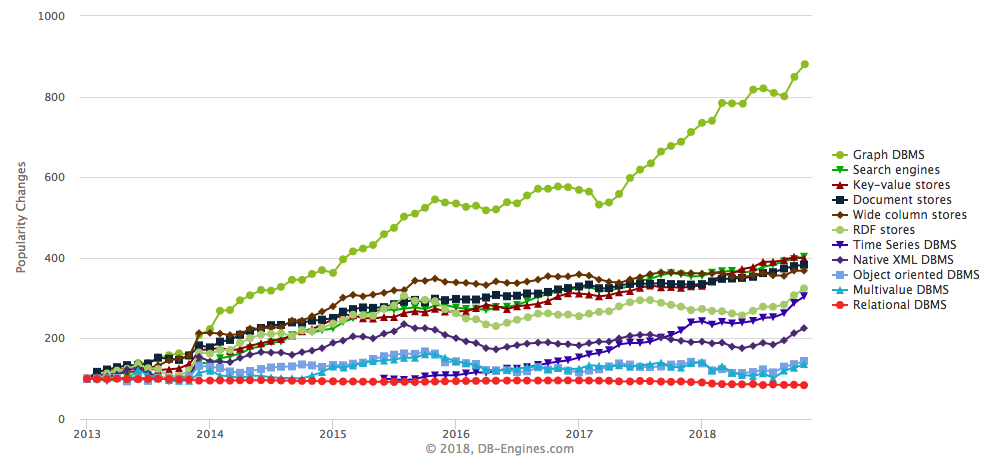 1000
800
600
400
200
0
Popularity Changes
2013
2014
2015
2016
2017
2018
© 2018, DB-Engines.com
Graph DBMS
Search engines
Key-value stores
Document stores
Wide column stores
RDF stores
Time Series DBMS
Native XML DBMS
Object oriented DBMS
Multivalue DBMS
Relational DBMS